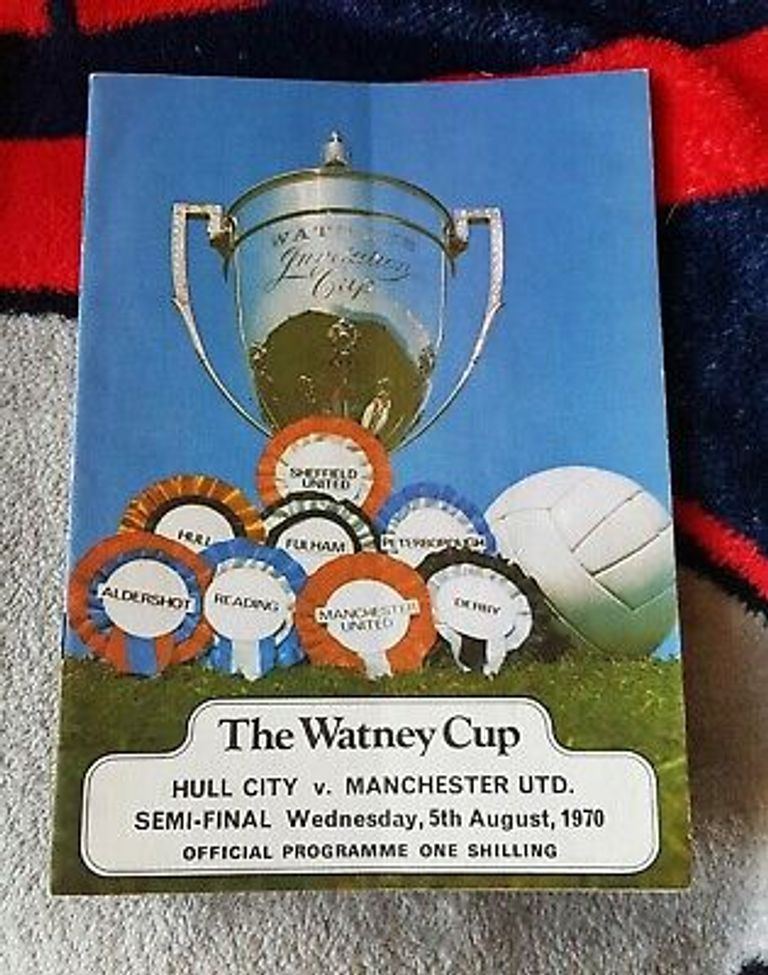 WATNEYS
Invitation
Cup
SHEFFIELD
UNITED
HULL
FULHAM
PETERBOROUGH
ALDERSHOT
READING
MANCHESTER
UNITED
DERBY
The Watney Cup
HULL CITY v. MANCHESTER UTD.
SEMI-FINAL Wednesday, 5th August, 1970
OFFICIAL PROGRAMME ONE SHILLING